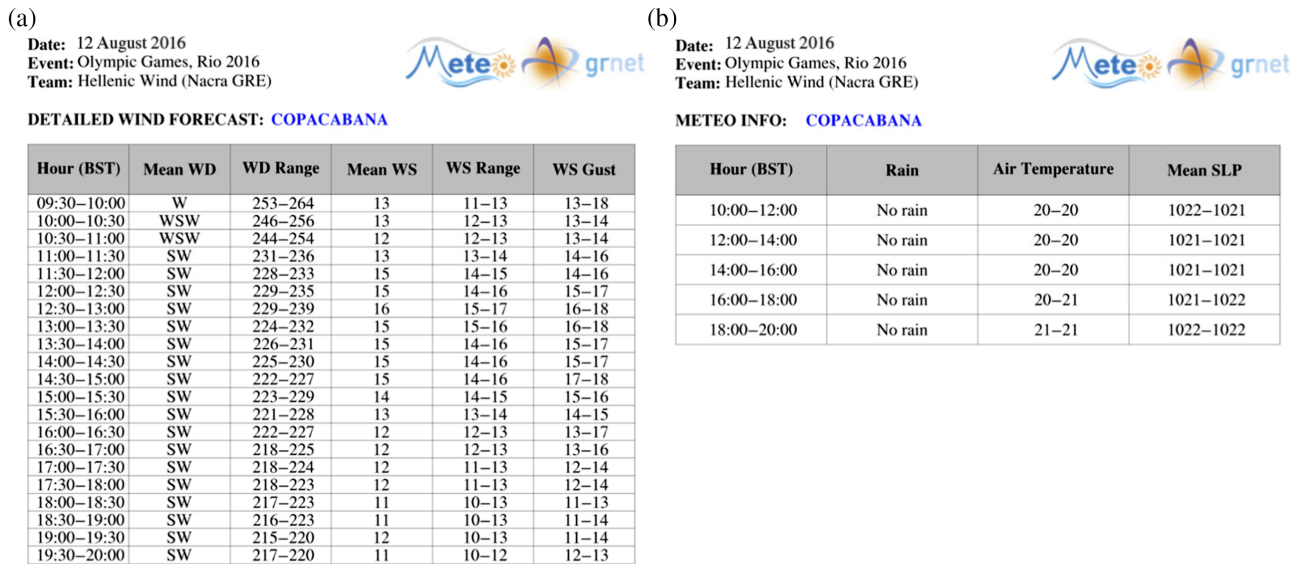 (a)
Date: 12 August 2016
Event: Olympic Games, Rio 2016
Team: Hellenic Wind (Nacra GRE)
Mete grnet
DETAILED WIND FORECAST: COPACABANA
Hour (BST) Mean WD WD Range Mean WS WS Range WS Gust
09:30–10:00 W 253–264 13 11–13 13–18
10:00–10:30 WSW 246–256 13 12–13 13–14
10:30–11:00 WSW 244–254 12 12–13 13–14
11:00–11:30 SW 231–236 13 13–14 14–16
11:30–12:00 SW 228–233 15 14–15 14–16
12:00–12:30 SW 229–235 15 14–16 15–17
12:30–13:00 SW 229–239 16 15–17 16–18
13:00–13:30 SW 224–232 15 15–16 16–18
13:30–14:00 SW 226–231 15 14–16 15–17
14:00–14:30 SW 225–230 15 14–16 15–17
14:30–15:00 SW 222–227 15 14–16 17–18
15:00–15:30 SW 223–229 14 14–15 15–16
15:30–16:00 SW 221–228 13 13–14 14–15
16:00–16:30 SW 222–227 12 12–13 13–17
16:30–17:00 SW 218–225 12 12–13 13–16
17:00–17:30 SW 218–224 12 11–13 12–14
17:30–18:00 SW 218–223 12 11–13 12–14
18:00–18:30 SW 217–223 11 10–13 11–13
18:30–19:00 SW 216–223 11 10–13 11–14
19:00–19:30 SW 215–220 12 10–13 11–14
19:30–20:00 SW 217–220 11 10–12 12–13
(b)
Date: 12 August 2016
Event: Olympic Games, Rio 2016
Team: Hellenic Wind (Nacra GRE)
Mete grnet
METEO INFO: COPACABANA
Hour (BST) Rain Air Temperature Mean SLP
10:00–12:00 No rain 20–20 1022–1021
12:00–14:00 No rain 20–20 1021–1021
14:00–16:00 No rain 20–20 1021–1021
16:00–18:00 No rain 20–21 1021–1022
18:00–20:00 No rain 21–21 1022–1022